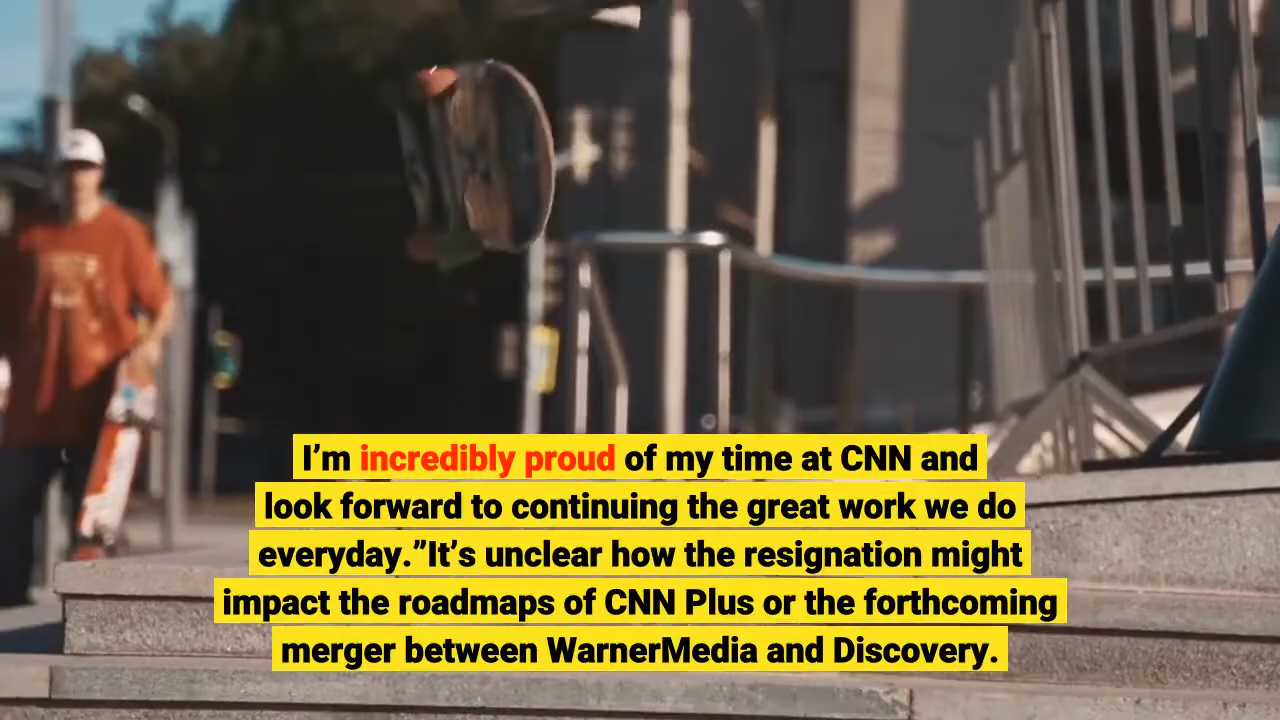 I’m incredibly proud of my time at CNN and
look forward to continuing the great work we do
everyday.”It’s unclear how the resignation might
impact the roadmaps of CNN Plus or the forthcoming
merger between WarnerMedia and Discovery.